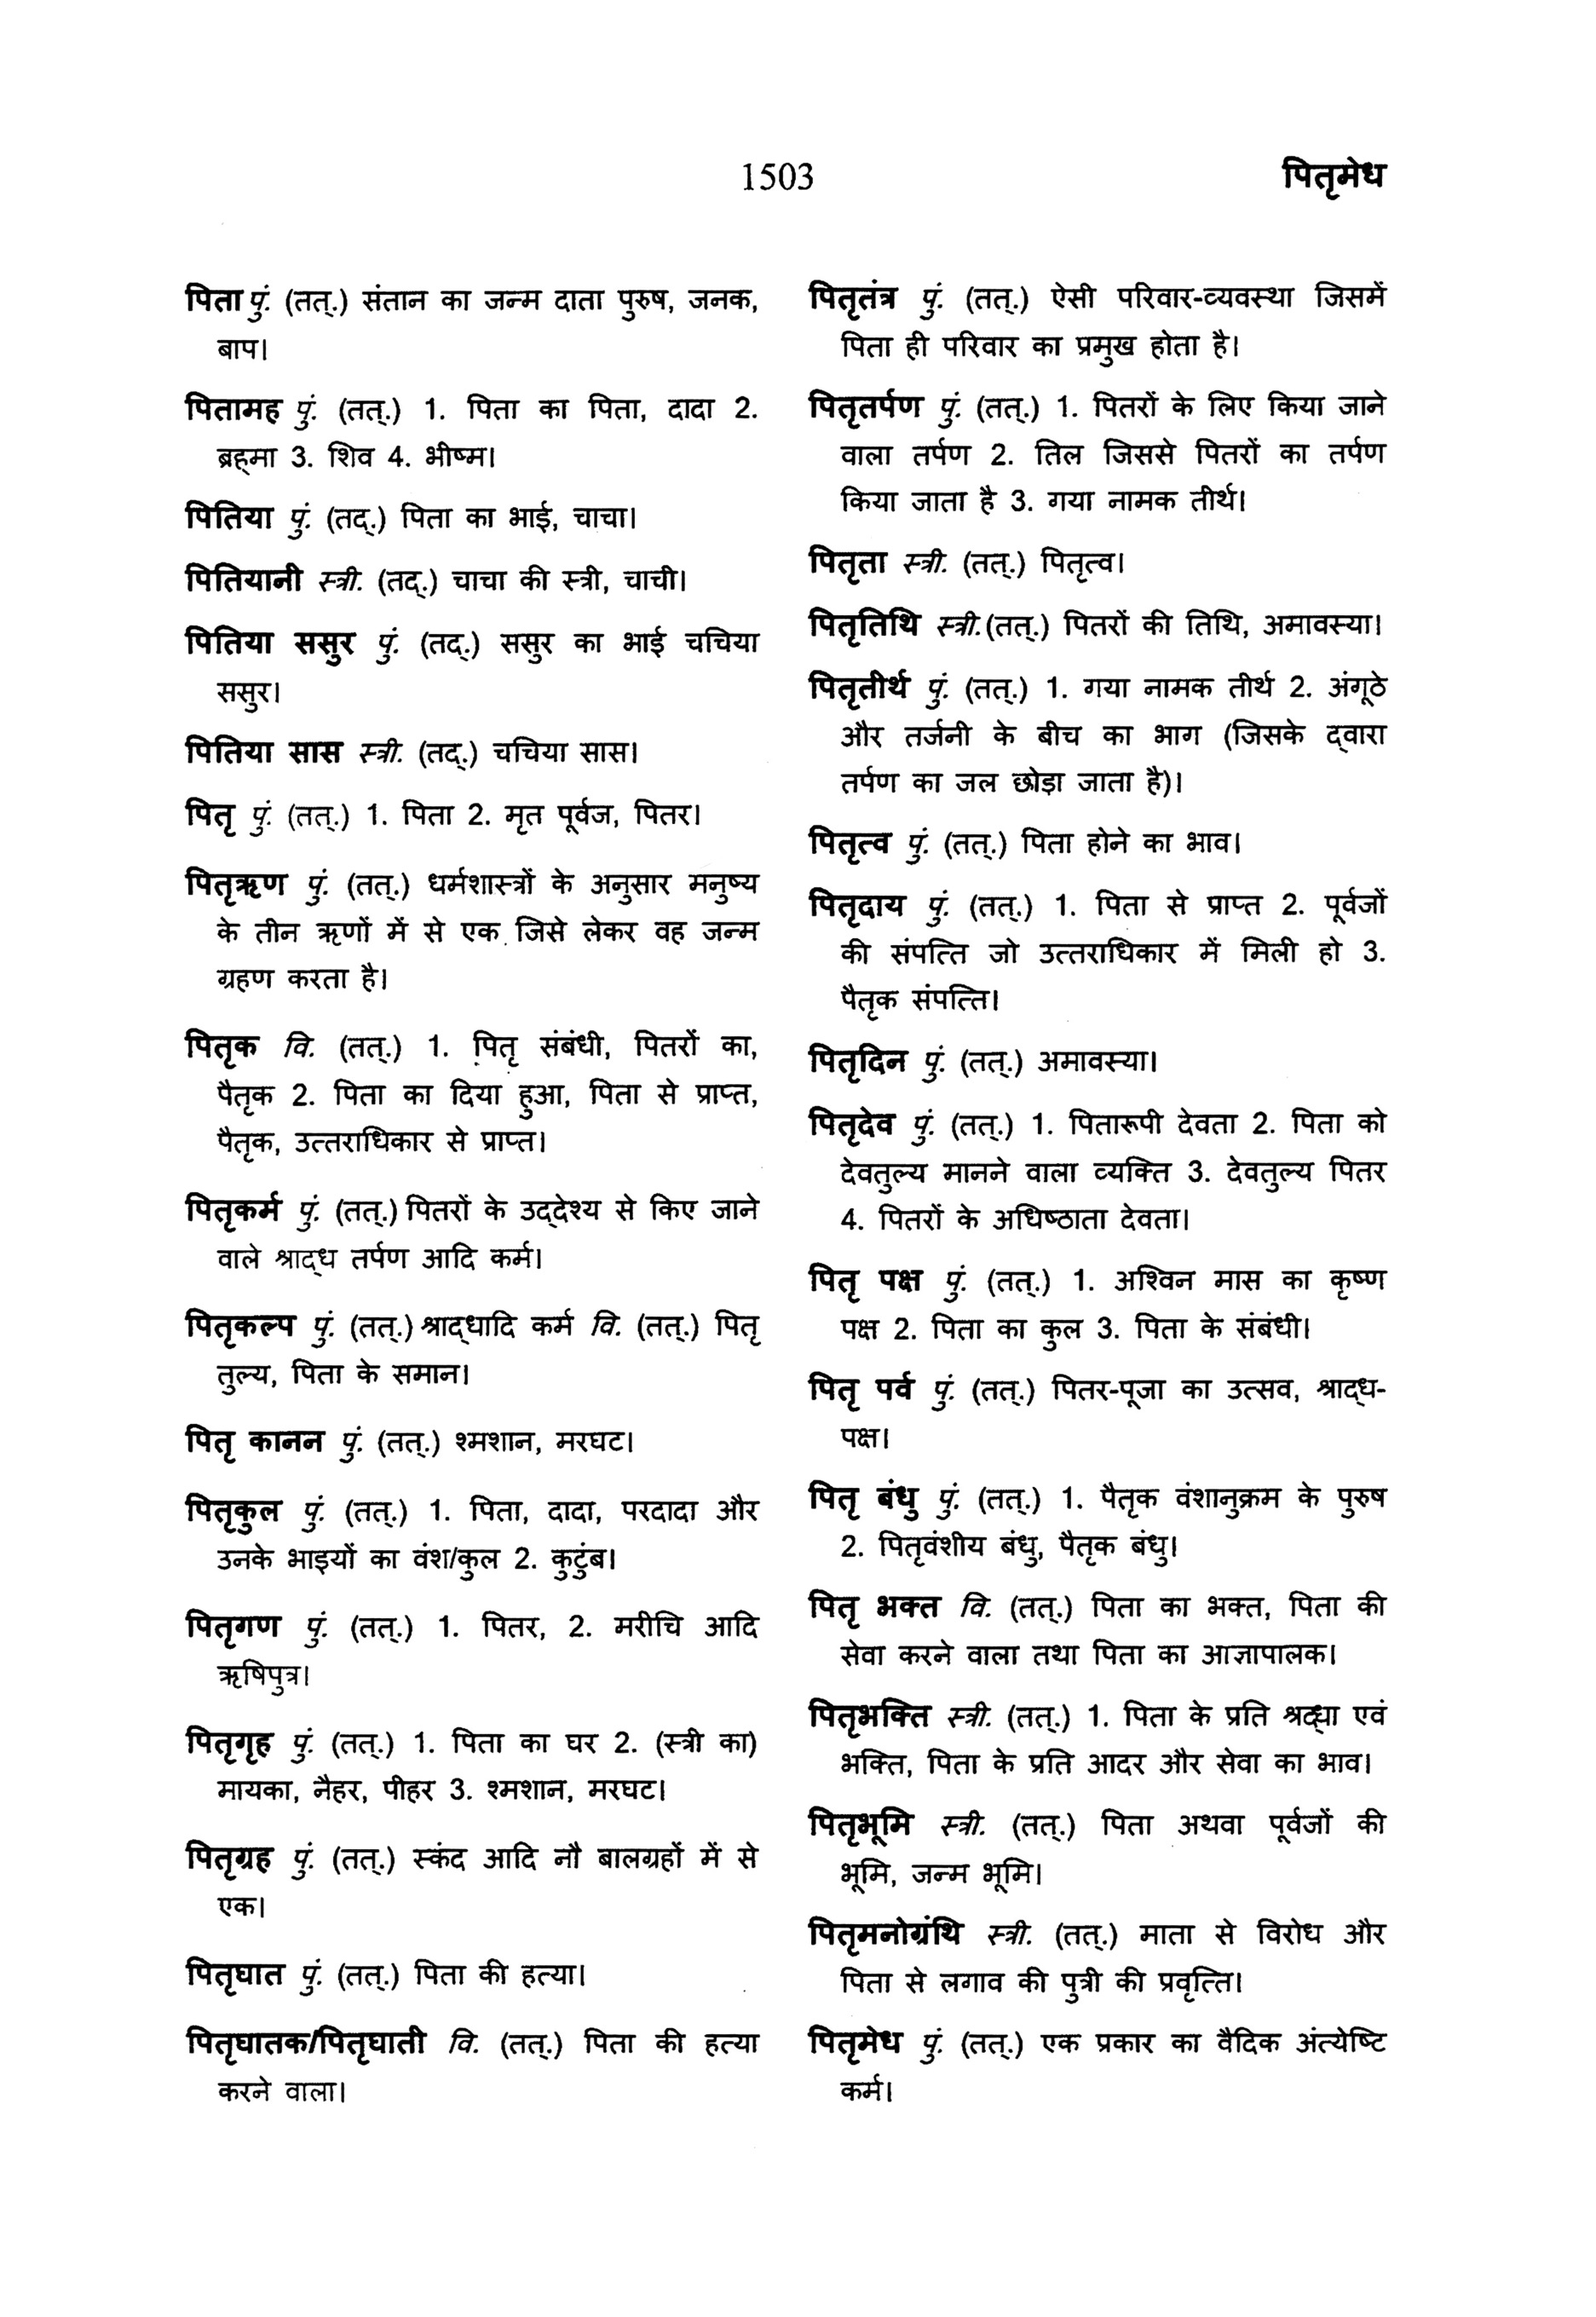 1503
पितृमेध
पिता पुं. (तत्.) संतान का जन्म दाता पुरुष, जनक,
बाप।
पितामह पुं. (तत्.) 1. पिता का पिता, दादा 2.
ब्रह्मा 3. शिव 4. भीष्म।
पितिया पुं. (तद्.) पिता का भाई, चाचा।
पितियानी स्त्री. (तद्.) चाचा की स्त्री, चाची।
पितिया ससुर पुं. (तद्.) ससुर का भाई चचिया
ससुर।
पितिया सास स्त्री. (तद्.) चचिया सास।
पितृ पुं. (तत्.) 1. पिता 2. मृत पूर्वज, पितर।
पितृऋण पुं. (तत्.) धर्मशास्त्रों के अनुसार मनुष्य
के तीन ऋणों में से एक जिसे लेकर वह जन्म
ग्रहण करता है।
पितृक वि. (तत्.) 1. पितृ संबंधी, पितरों का,
पैतृक 2. पिता का दिया हुआ, पिता से प्राप्त,
पैतृक, उत्तराधिकार से प्राप्त।
पितृकर्म पुं. (तत्.) पितरों के उद्देश्य से किए जाने
वाले श्राद्ध तर्पण आदि कर्म।
पितृकल्प पुं. (तत्.) श्राद्धादि कर्म वि. (तत्.) पितृ
तुल्य, पिता के समान।
पितृ कानन पुं. (तत्.) श्मशान, मरघट।
पितृकुल पुं. (तत्.) 1. पिता, दादा, परदादा और
उनके भाइयों का वंश/कुल 2. कुटुंब।
पितृगण पुं. (तत्.) 1. पितर, 2. मरीचि आदि
ऋषिपुत्र।
पितृगृह पुं. (तत्.) 1. पिता का घर 2. (स्त्री का)
मायका, नैहर, पीहर 3. श्मशान, मरघट।
पितृग्रह पुं. (तत्.) स्कंद आदि नौ बालग्रहों में से
एक।
पितृघात पुं. (तत्.) पिता की हत्या।
पितृघातक/पितृघाती वि. (तत्.) पिता की हत्या
करने वाला।
पितृतंत्र पुं. (तत्.) ऐसी परिवार-व्यवस्था जिसमें
पिता ही परिवार का प्रमुख होता है।
पितृतर्पण पुं. (तत्.) 1. पितरों के लिए किया जाने
वाला तर्पण 2. तिल जिससे पितरों का तर्पण
किया जाता है 3. गया नामक तीर्थ।
पितृता स्त्री. (तत्.) पितृत्व।
पितृतिथि स्त्री.(तत्.) पितरों की तिथि, अमावस्या।
पितृतीर्थ पुं. (तत्.) 1. गया नामक तीर्थ 2. अंगूठे
और तर्जनी के बीच का भाग (जिसके द्वारा
तर्पण का जल छोड़ा जाता है)।
पितृत्व पुं. (तत्.) पिता होने का भाव।
पितृदाय पुं. (तत्.) 1. पिता से प्राप्त 2. पूर्वजों
की संपत्ति जो उत्तराधिकार में मिली हो 3.
पैतृक संपत्ति।
पितृदिन पुं. (तत्.) अमावस्या।
पितृदेव पुं. (तत्.) 1. पितारूपी देवता 2. पिता को
देवतुल्य मानने वाला व्यक्ति 3. देवतुल्य पितर
4. पितरों के अधिष्ठाता देवता।
पितृ पक्ष पुं. (तत्.) 1. अश्विन मास का कृष्ण
पक्ष 2. पिता का कुल 3. पिता के संबंधी।
पितृ पर्व पुं. (तत्.) पितर-पूजा का उत्सव, श्राद्ध-
पक्ष।
पितृ बंधु पुं. (तत्.) 1. पैतृक वंशानुक्रम के पुरुष
2. पितृवंशीय बंधु, पैतृक बंधु।
पितृ भक्त वि. (तत्.) पिता का भक्त, पिता की
सेवा करने वाला तथा पिता का आज्ञापालक।
पितृभक्ति स्त्री. (तत्.) 1. पिता के प्रति श्रद्धा एवं
भक्ति, पिता के प्रति आदर और सेवा का भाव।
पितृभूमि स्त्री. (तत्.) पिता अथवा पूर्वजों की
भूमि, जन्म भूमि।
पितृमनोग्रंथि स्त्री. (तत्.) माता से विरोध और
पिता से लगाव की पुत्री की प्रवृत्ति।
पितृमेध पुं. (तत्.) एक प्रकार का वैदिक अंत्येष्टि
कर्म।